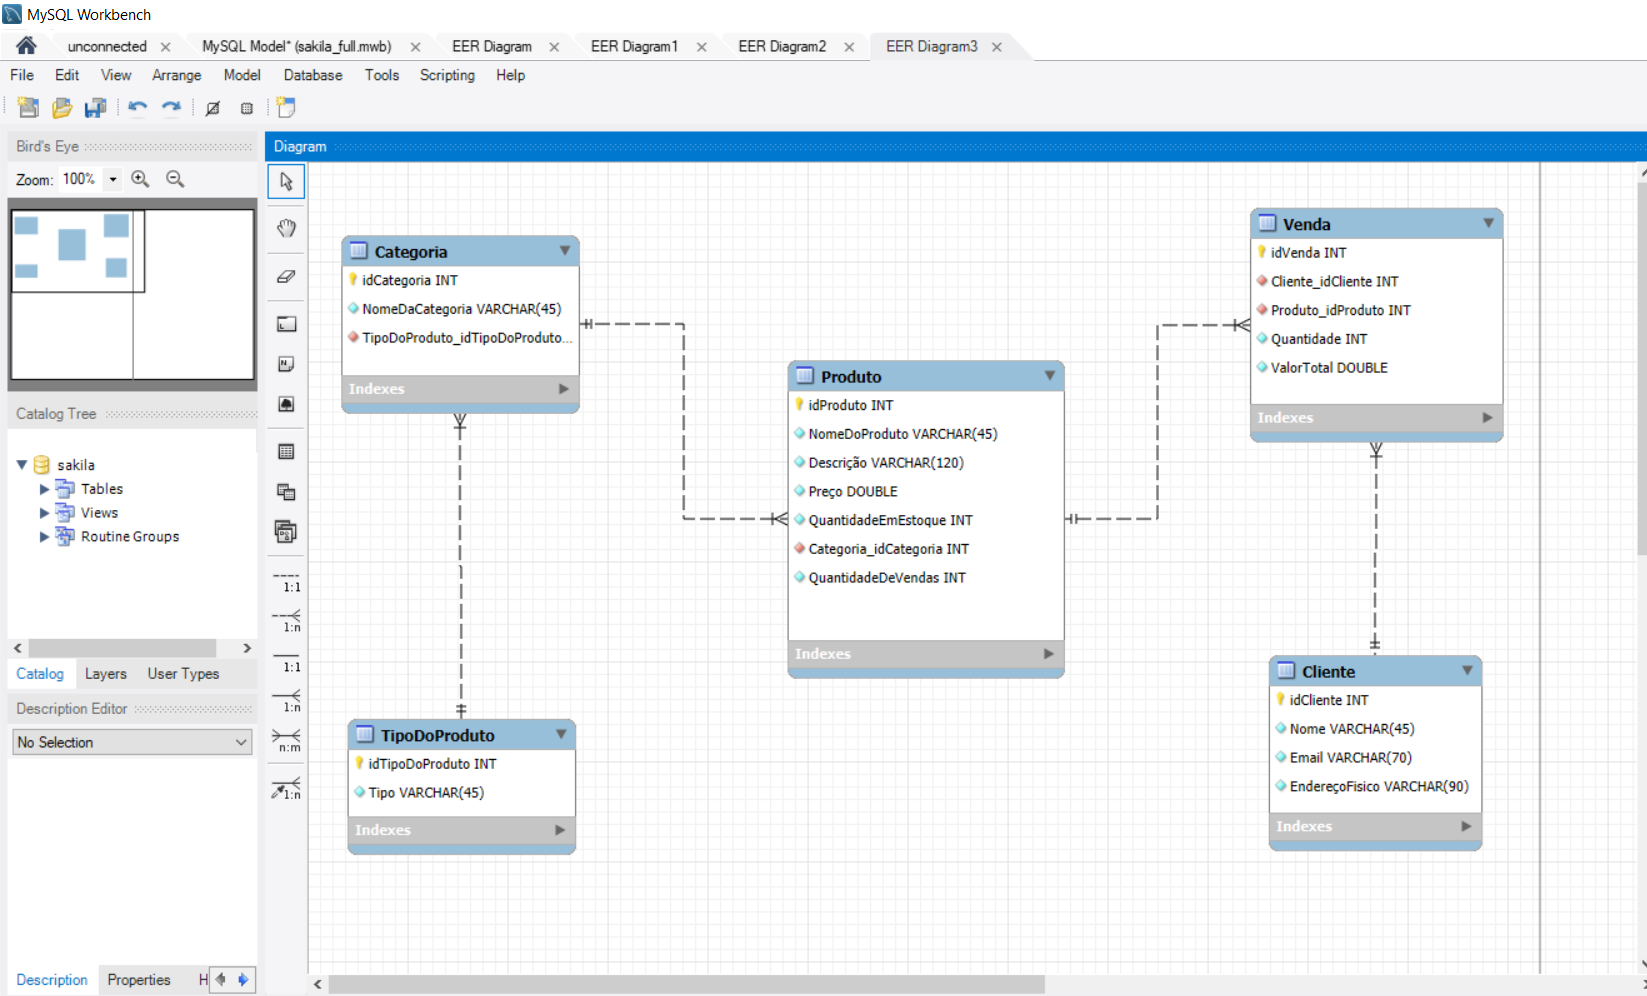 MySQL Workbench
unconnected
MySQL Model* (sakila_full.mwb)
EER Diagram
EER Diagram1
EER Diagram2
EER Diagram3
File Edit View Arrange Model Database Tools Scripting Help
Bird's Eye
Zoom: 100%
Catalog Tree
sakila
Tables
Views
Routine Groups
Catalog Layers User Types
Description Editor
No Selection
Description Properties H
Diagram
1:1
1:n
1:1
1:n
n:m
1:n
Categoria
idCategoria INT
NomeDaCategoria VARCHAR(45)
TipoDoProduto_idTipoDoProduto...
Indexes
TipoDoProduto
idTipoDoProduto INT
Tipo VARCHAR(45)
Indexes
Produto
idProduto INT
NomeDoProduto VARCHAR(45)
Descrição VARCHAR(120)
Preço DOUBLE
QuantidadeEmEstoque INT
Categoria_idCategoria INT
QuantidadeDeVendas INT
Indexes
Venda
idVenda INT
Cliente_idCliente INT
Produto_idProduto INT
Quantidade INT
ValorTotal DOUBLE
Indexes
Cliente
idCliente INT
Nome VARCHAR(45)
Email VARCHAR(70)
EndereçoFisico VARCHAR(90)
Indexes